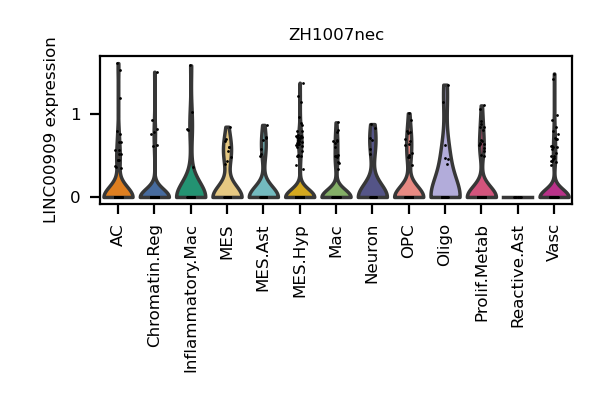 ZH1007nec
LINC00909 expression
1
0
AC
Chromatin.Reg
Inflammatory.Mac
MES
MES.Ast
MES.Hyp
Mac
Neuron
OPC
Oligo
Prolif.Metab
Reactive.Ast
Vasc